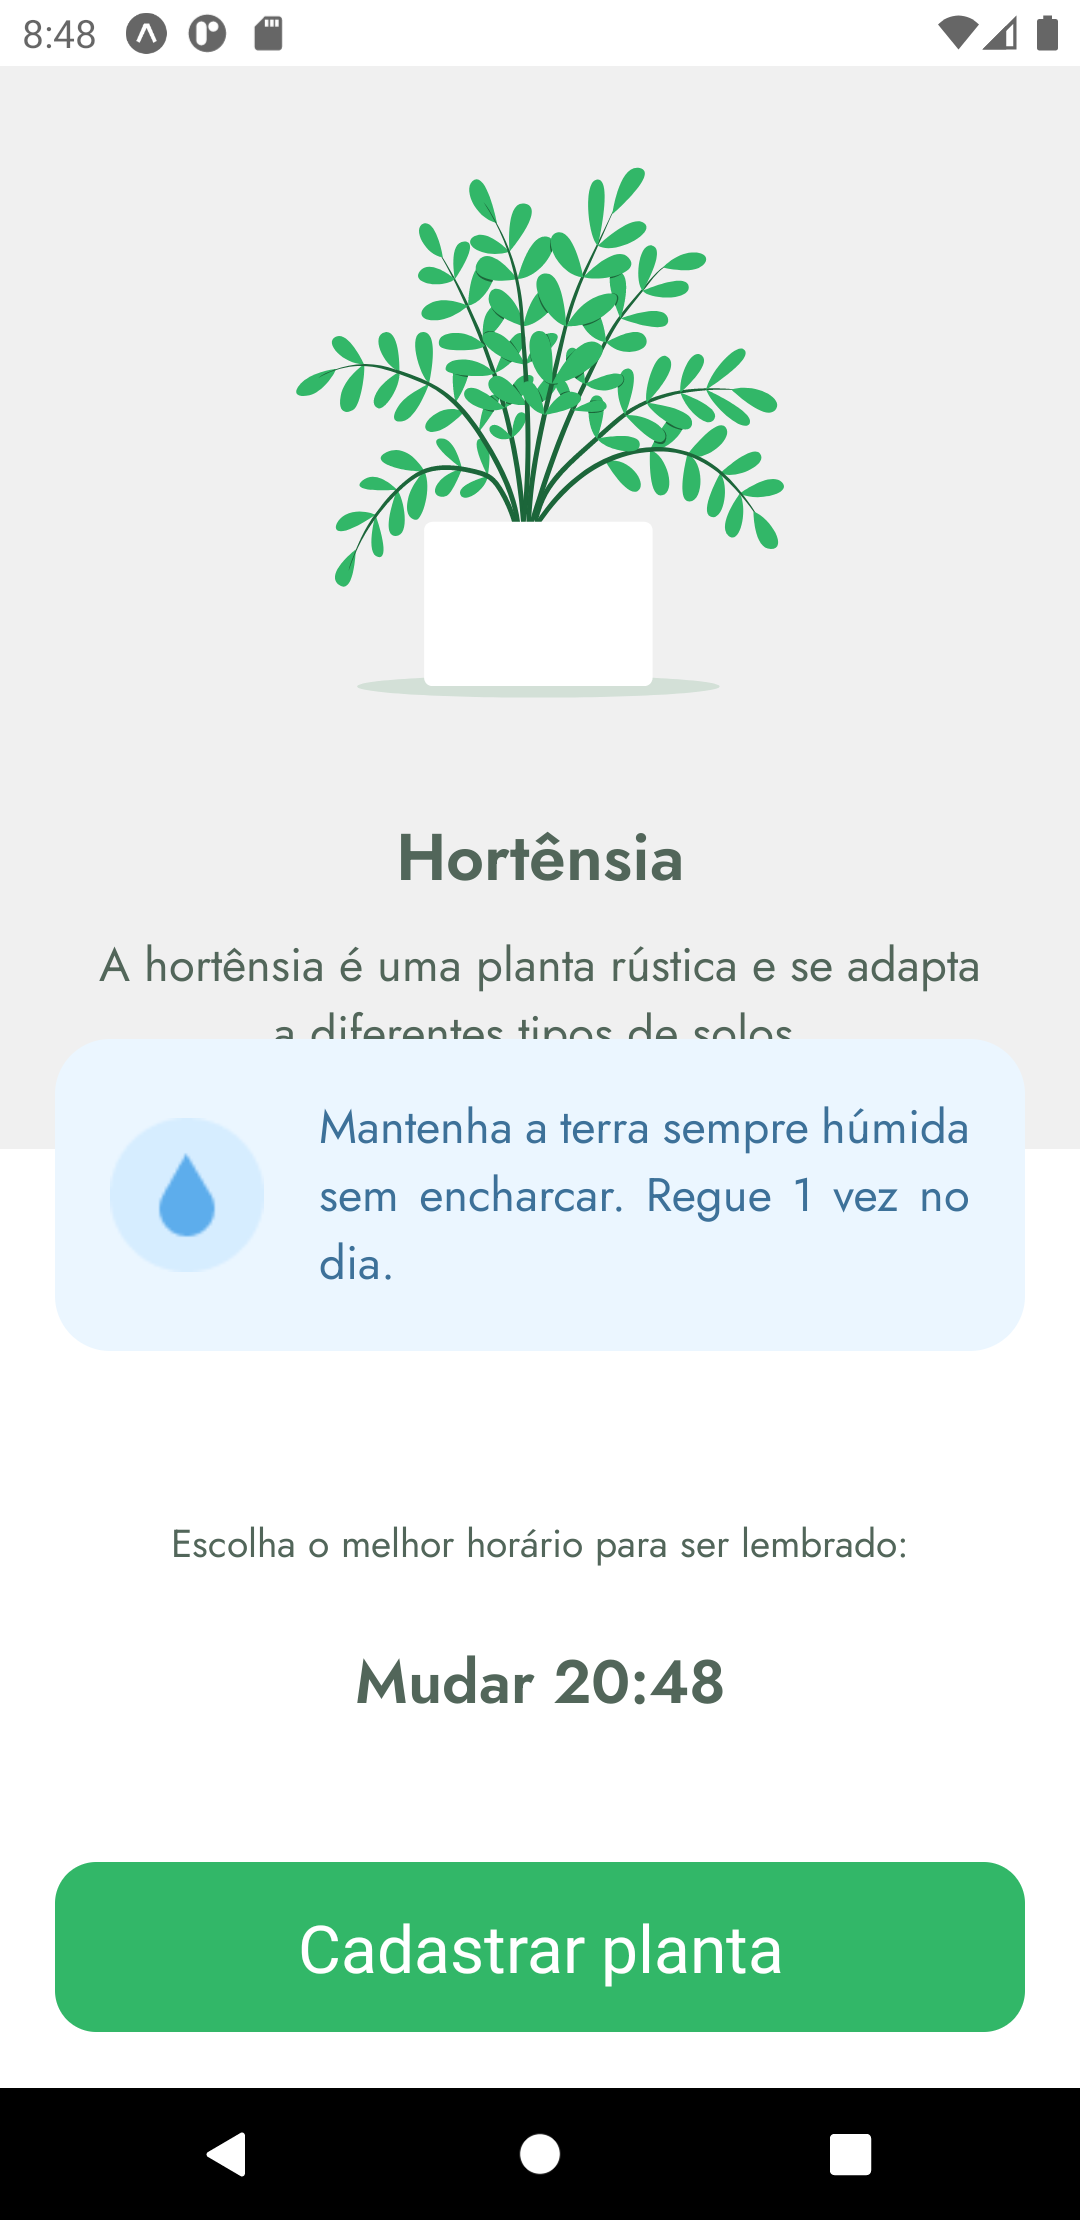 8:48
Hortênsia
A hortênsia é uma planta rústica e se adapta
a diferentes tipos de solos.
Mantenha a terra sempre húmida
sem encharcar. Regue 1 vez no
dia.
Escolha o melhor horário para ser lembrado:
Mudar 20:48
Cadastrar planta